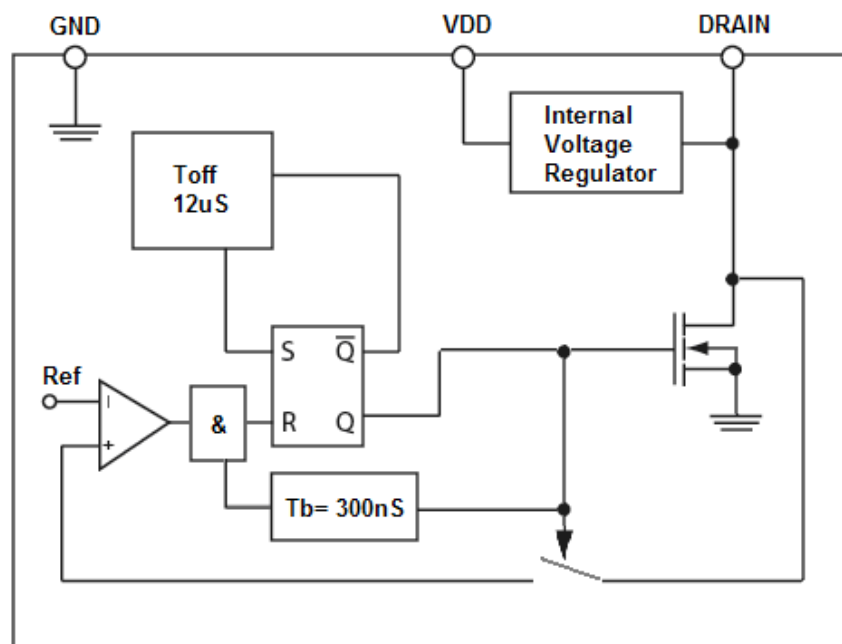 GND
VDD
DRAIN
Internal
Voltage
Regulator
Toff
12uS
S
Q̅
Ref
-
+
&
R
Q
Tb= 300nS